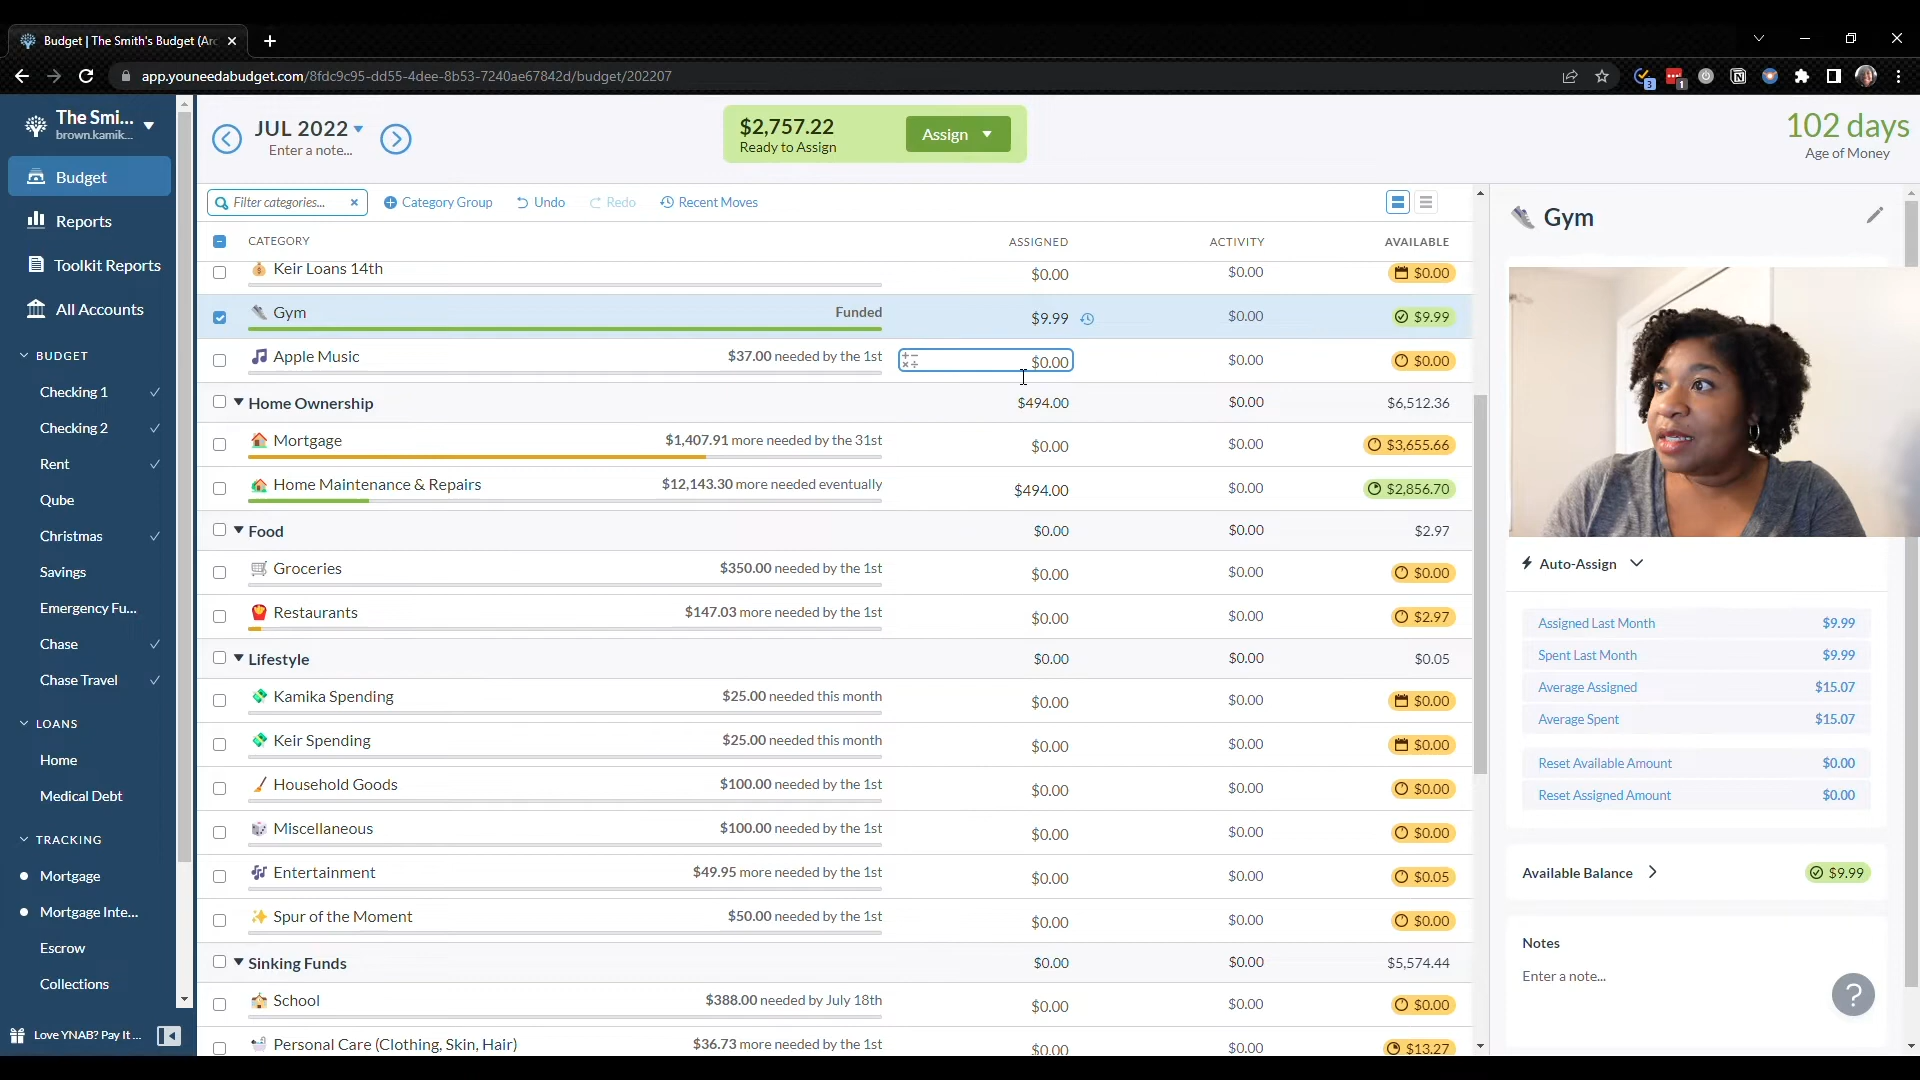 Budget | The Smith's Budget (Arc
app.youneedabudget.com/8fdc9c95-dd55-4dee-8b53-7240ae67842d/budget/202207
3
1
The Smi...
brown.kamik...
JUL 2022
Enter a note...
$2,757.22
Ready to Assign
Assign
102 days
Age of Money
Budget
Reports
Toolkit Reports
All Accounts
BUDGET
Checking 1
Checking 2
Rent
Qube
Christmas
Savings
Emergency Fu...
Chase
Chase Travel
LOANS
Home
Medical Debt
TRACKING
Mortgage
Mortgage Inte...
Escrow
Collections
Love YNAB? Pay It ...
Filter categories...
Category Group
Undo
Redo
Recent Moves
CATEGORY ASSIGNED ACTIVITY AVAILABLE
Keir Loans 14th $0.00 $0.00 $0.00
Gym Funded $9.99 $0.00 $9.99
Apple Music $37.00 needed by the 1st $0.00 $0.00 $0.00
Home Ownership $494.00 $0.00 $6,512.36
Mortgage $1,407.91 more needed by the 31st $0.00 $0.00 $3,655.66
Home Maintenance & Repairs $12,143.30 more needed eventually $494.00 $0.00 $2,856.70
Food $0.00 $0.00 $2.97
Groceries $350.00 needed by the 1st $0.00 $0.00 $0.00
Restaurants $147.03 more needed by the 1st $0.00 $0.00 $2.97
Lifestyle $0.00 $0.00 $0.05
Kamika Spending $25.00 needed this month $0.00 $0.00 $0.00
Keir Spending $25.00 needed this month $0.00 $0.00 $0.00
Household Goods $100.00 needed by the 1st $0.00 $0.00 $0.00
Miscellaneous $100.00 needed by the 1st $0.00 $0.00 $0.00
Entertainment $49.95 more needed by the 1st $0.00 $0.00 $0.05
Spur of the Moment $50.00 needed by the 1st $0.00 $0.00 $0.00
Sinking Funds $0.00 $0.00 $5,574.44
School $388.00 needed by July 18th $0.00 $0.00 $0.00
Personal Care (Clothing, Skin, Hair) $36.73 more needed by the 1st $0.00 $0.00 $13.27
Gym
Auto-Assign
Assigned Last Month $9.99
Spent Last Month $9.99
Average Assigned $15.07
Average Spent $15.07
Reset Available Amount $0.00
Reset Assigned Amount $0.00
Available Balance $9.99
Notes
Enter a note...
?